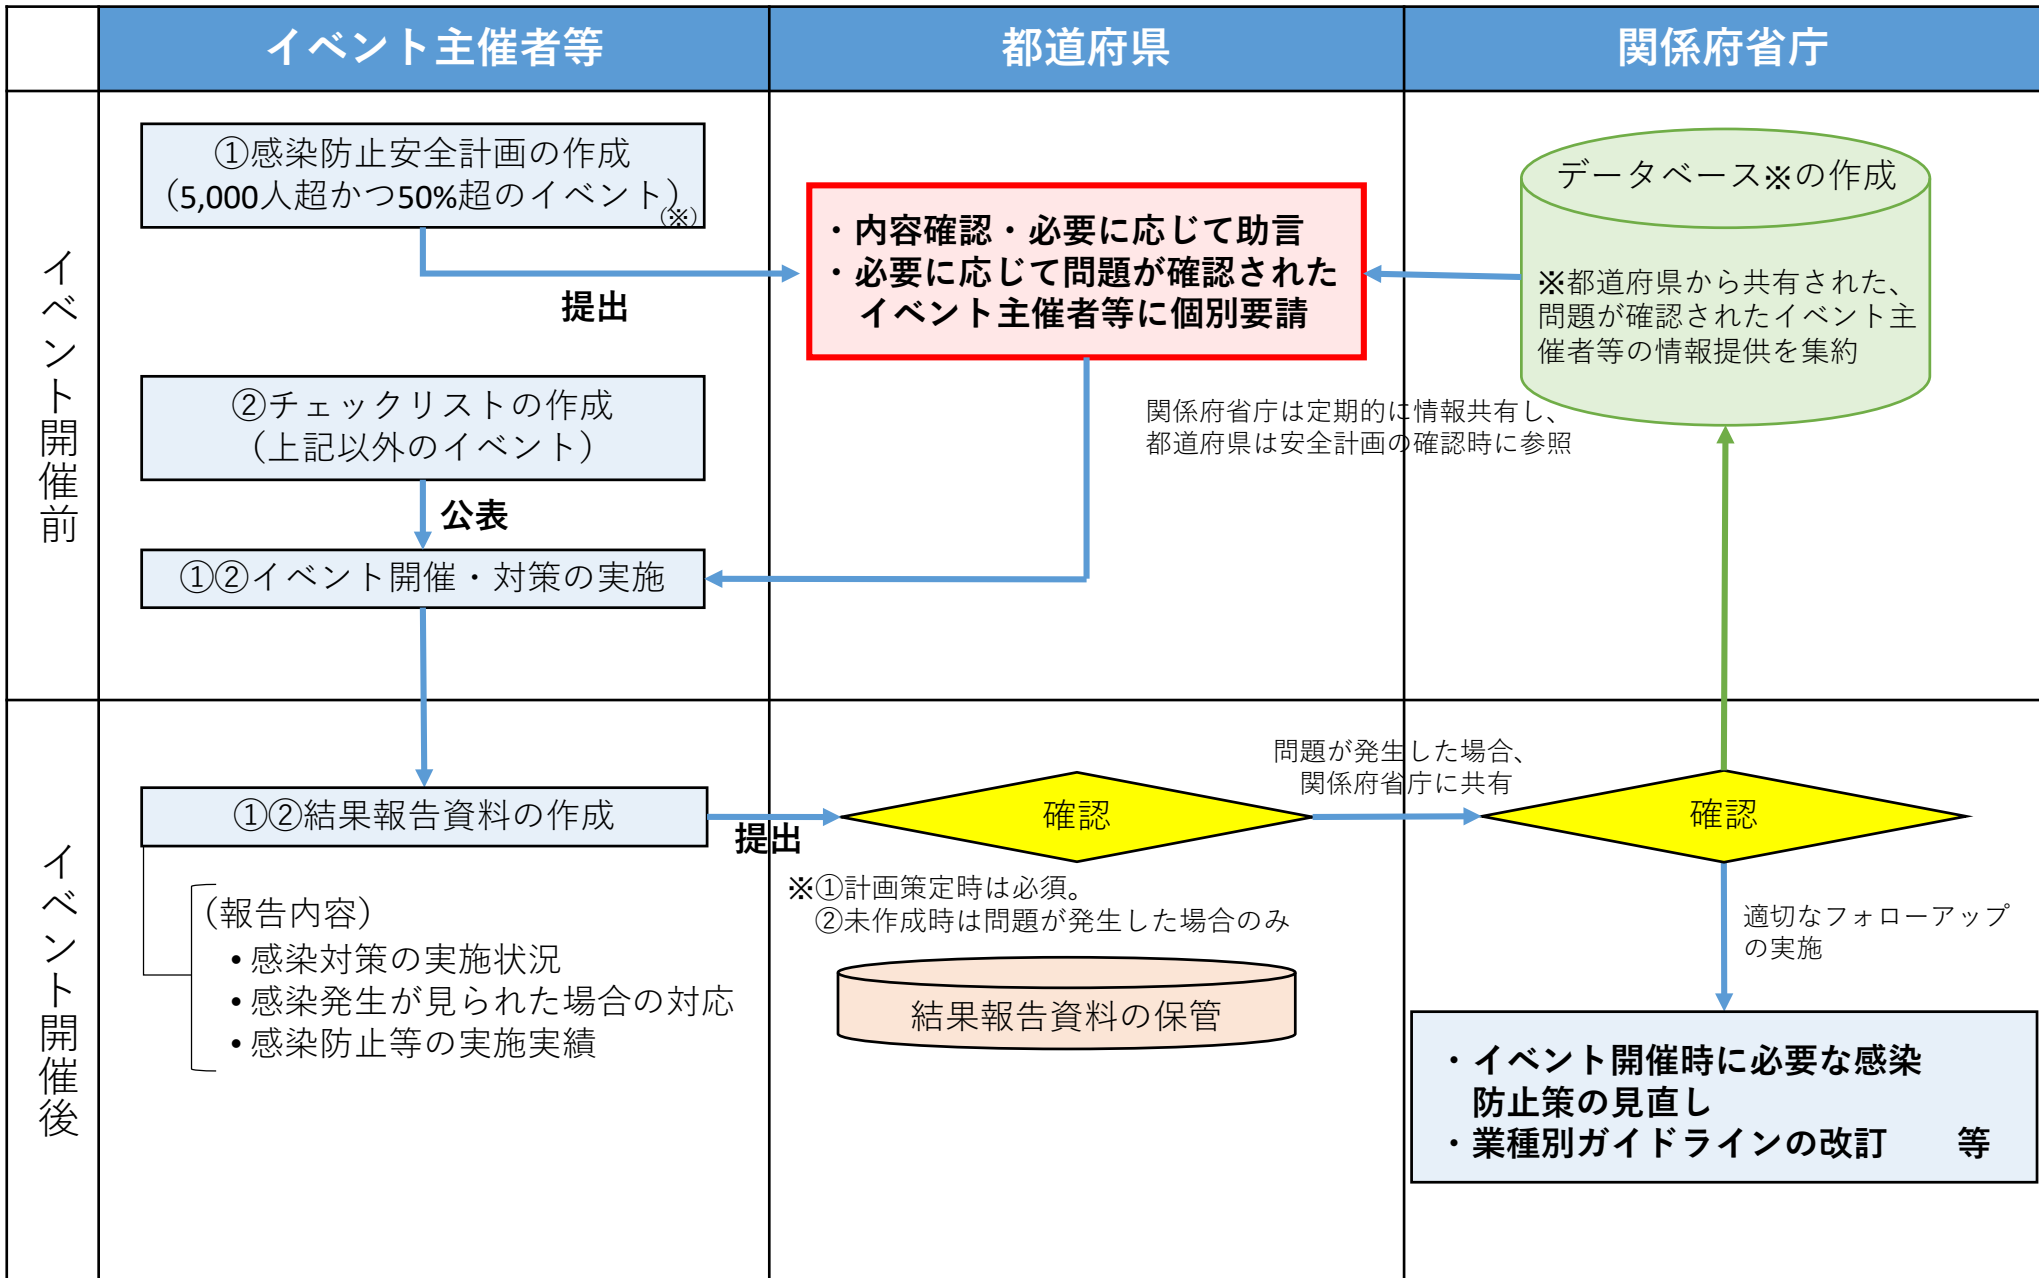 イベント主催者等
都道府県
関係府省庁
イベント開催前
①感染防止安全計画の作成
（5,000人超かつ50%超のイベント）
（※）
提出
②チェックリストの作成
（上記以外のイベント）
公表
①②イベント開催・対策の実施
・内容確認・必要に応じて助言
・必要に応じて問題が確認された
イベント主催者等に個別要請
データベース※の作成
※都道府県から共有された、
問題が確認されたイベント主
催者等の情報提供を集約
関係府省庁は定期的に情報共有し、
都道府県は安全計画の確認時に参照
イベント開催後
①②結果報告資料の作成
提出
（報告内容）
• 感染対策の実施状況
• 感染発生が見られた場合の対応
• 感染防止等の実施実績
確認
※①計画策定時は必須。
②未作成時は問題が発生した場合のみ
結果報告資料の保管
問題が発生した場合、
関係府省庁に共有
確認
適切なフォローアップ
の実施
・イベント開催時に必要な感染
防止策の見直し
・業種別ガイドラインの改訂　　等